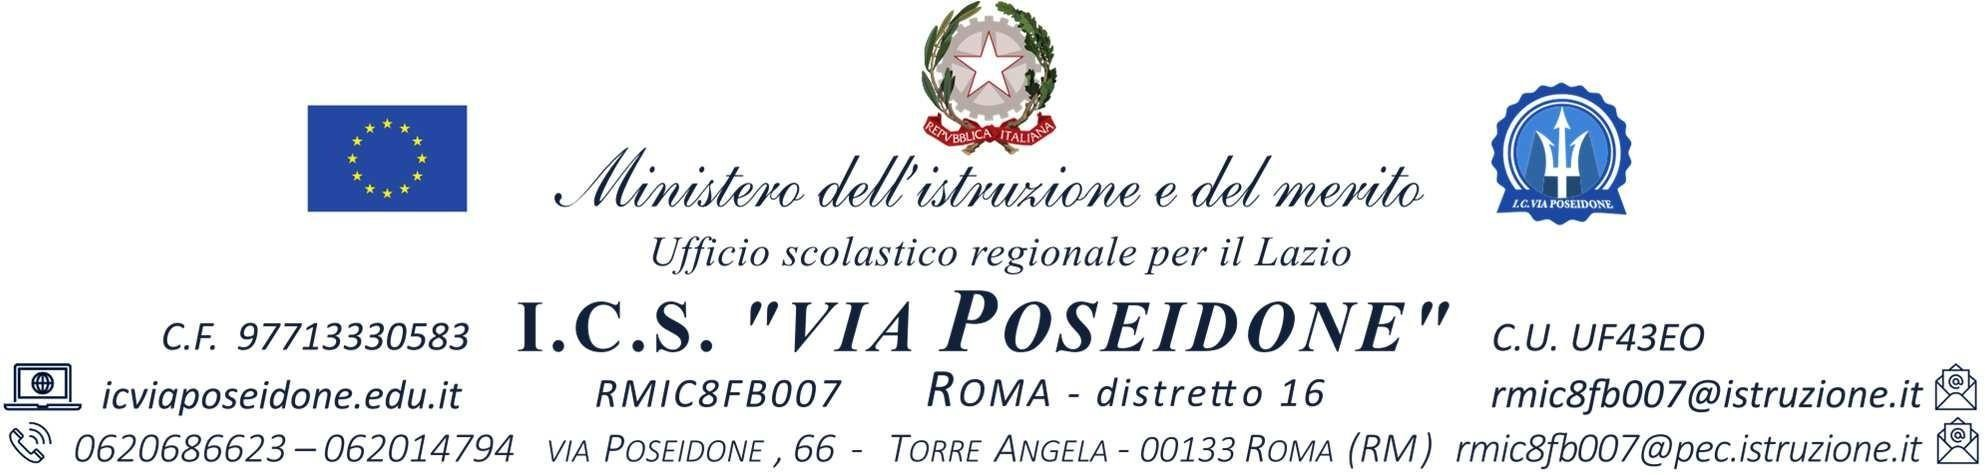 REPVBBLICA ITALIANA
Ministero dell'istruzione e del merito
I.C. VIA POSEIDONE
Ufficio scolastico regionale per il Lazio
C.F. 97713330583 I.C.S. "VIA POSEIDONE" C.U. UF43EO
icviaposeidone.edu.it RMIC8FB007 ROMA - distretto 16 rmic8fb007@istruzione.it
0620686623 – 062014794 VIA POSEIDONE , 66 - TORRE ANGELA - 00133 ROMA (RM) rmic8fb007@pec.istruzione.it